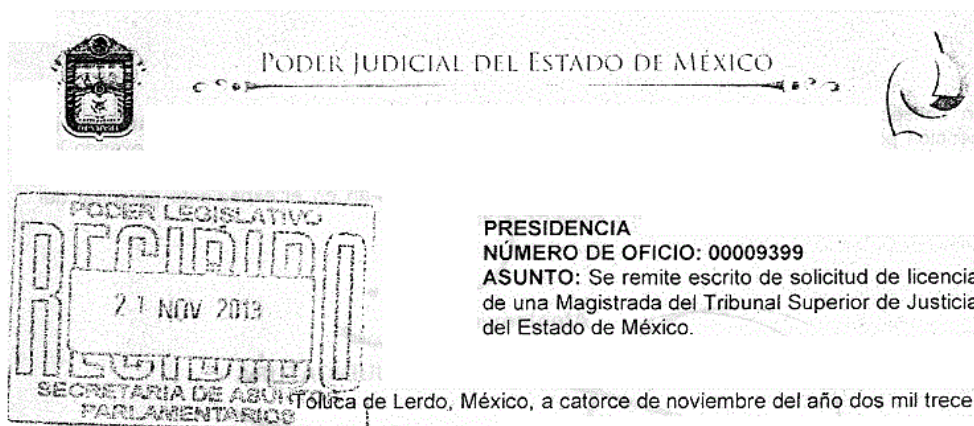 PODER JUDICIAL DEL ESTADO DE MÉXICO
PODER LEGISLATIVO
RECIBIDO
21 NOV 2013
SECRETARIA DE ASUNTOS
PARLAMENTARIOS
PRESIDENCIA
NÚMERO DE OFICIO: 00009399
ASUNTO: Se remite escrito de solicitud de licencia
de una Magistrada del Tribunal Superior de Justicia
del Estado de México.
Toluca de Lerdo, México, a catorce de noviembre del año dos mil trece